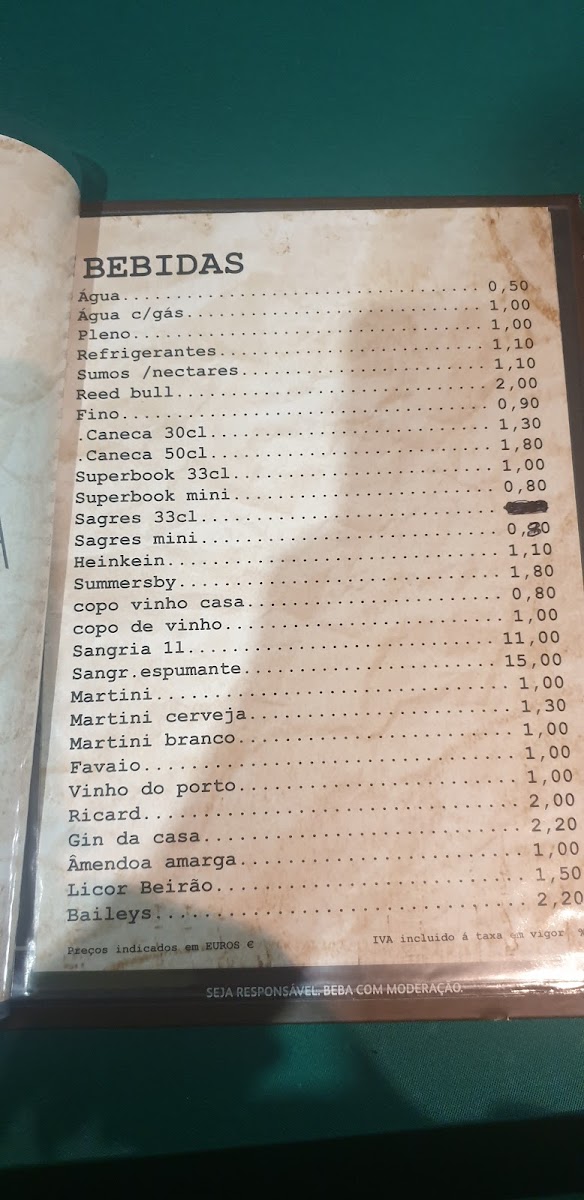 BEBIDAS
Água................................ 0,50
Água c/gás.......................... 1,00
Pleno............................... 1,00
Refrigerantes....................... 1,10
Sumos /nectares..................... 1,10
Reed bull........................... 2,00
Fino................................ 0,90
.Caneca 30cl........................ 1,30
.Caneca 50cl........................ 1,80
Superbook 33cl...................... 1,00
Superbook mini...................... 0,80
Sagres 33cl.........................
Sagres mini......................... 0,80
Heinkein............................ 1,10
Summersby........................... 1,80
copo vinho casa..................... 0,80
copo de vinho....................... 1,00
Sangria 1l......................... 11,00
Sangr.espumante.................... 15,00
Martini............................. 1,00
Martini cerveja..................... 1,30
Martini branco...................... 1,00
Favaio.............................. 1,00
Vinho do porto...................... 1,00
Ricard.............................. 2,00
Gin da casa......................... 2,20
Âmendoa amarga...................... 1,00
Licor Beirão........................ 1,50
Baileys............................. 2,20
Preços indicados em EUROS € IVA incluido á taxa em vigor %
SEJA RESPONSÁVEL. BEBA COM MODERAÇÃO.